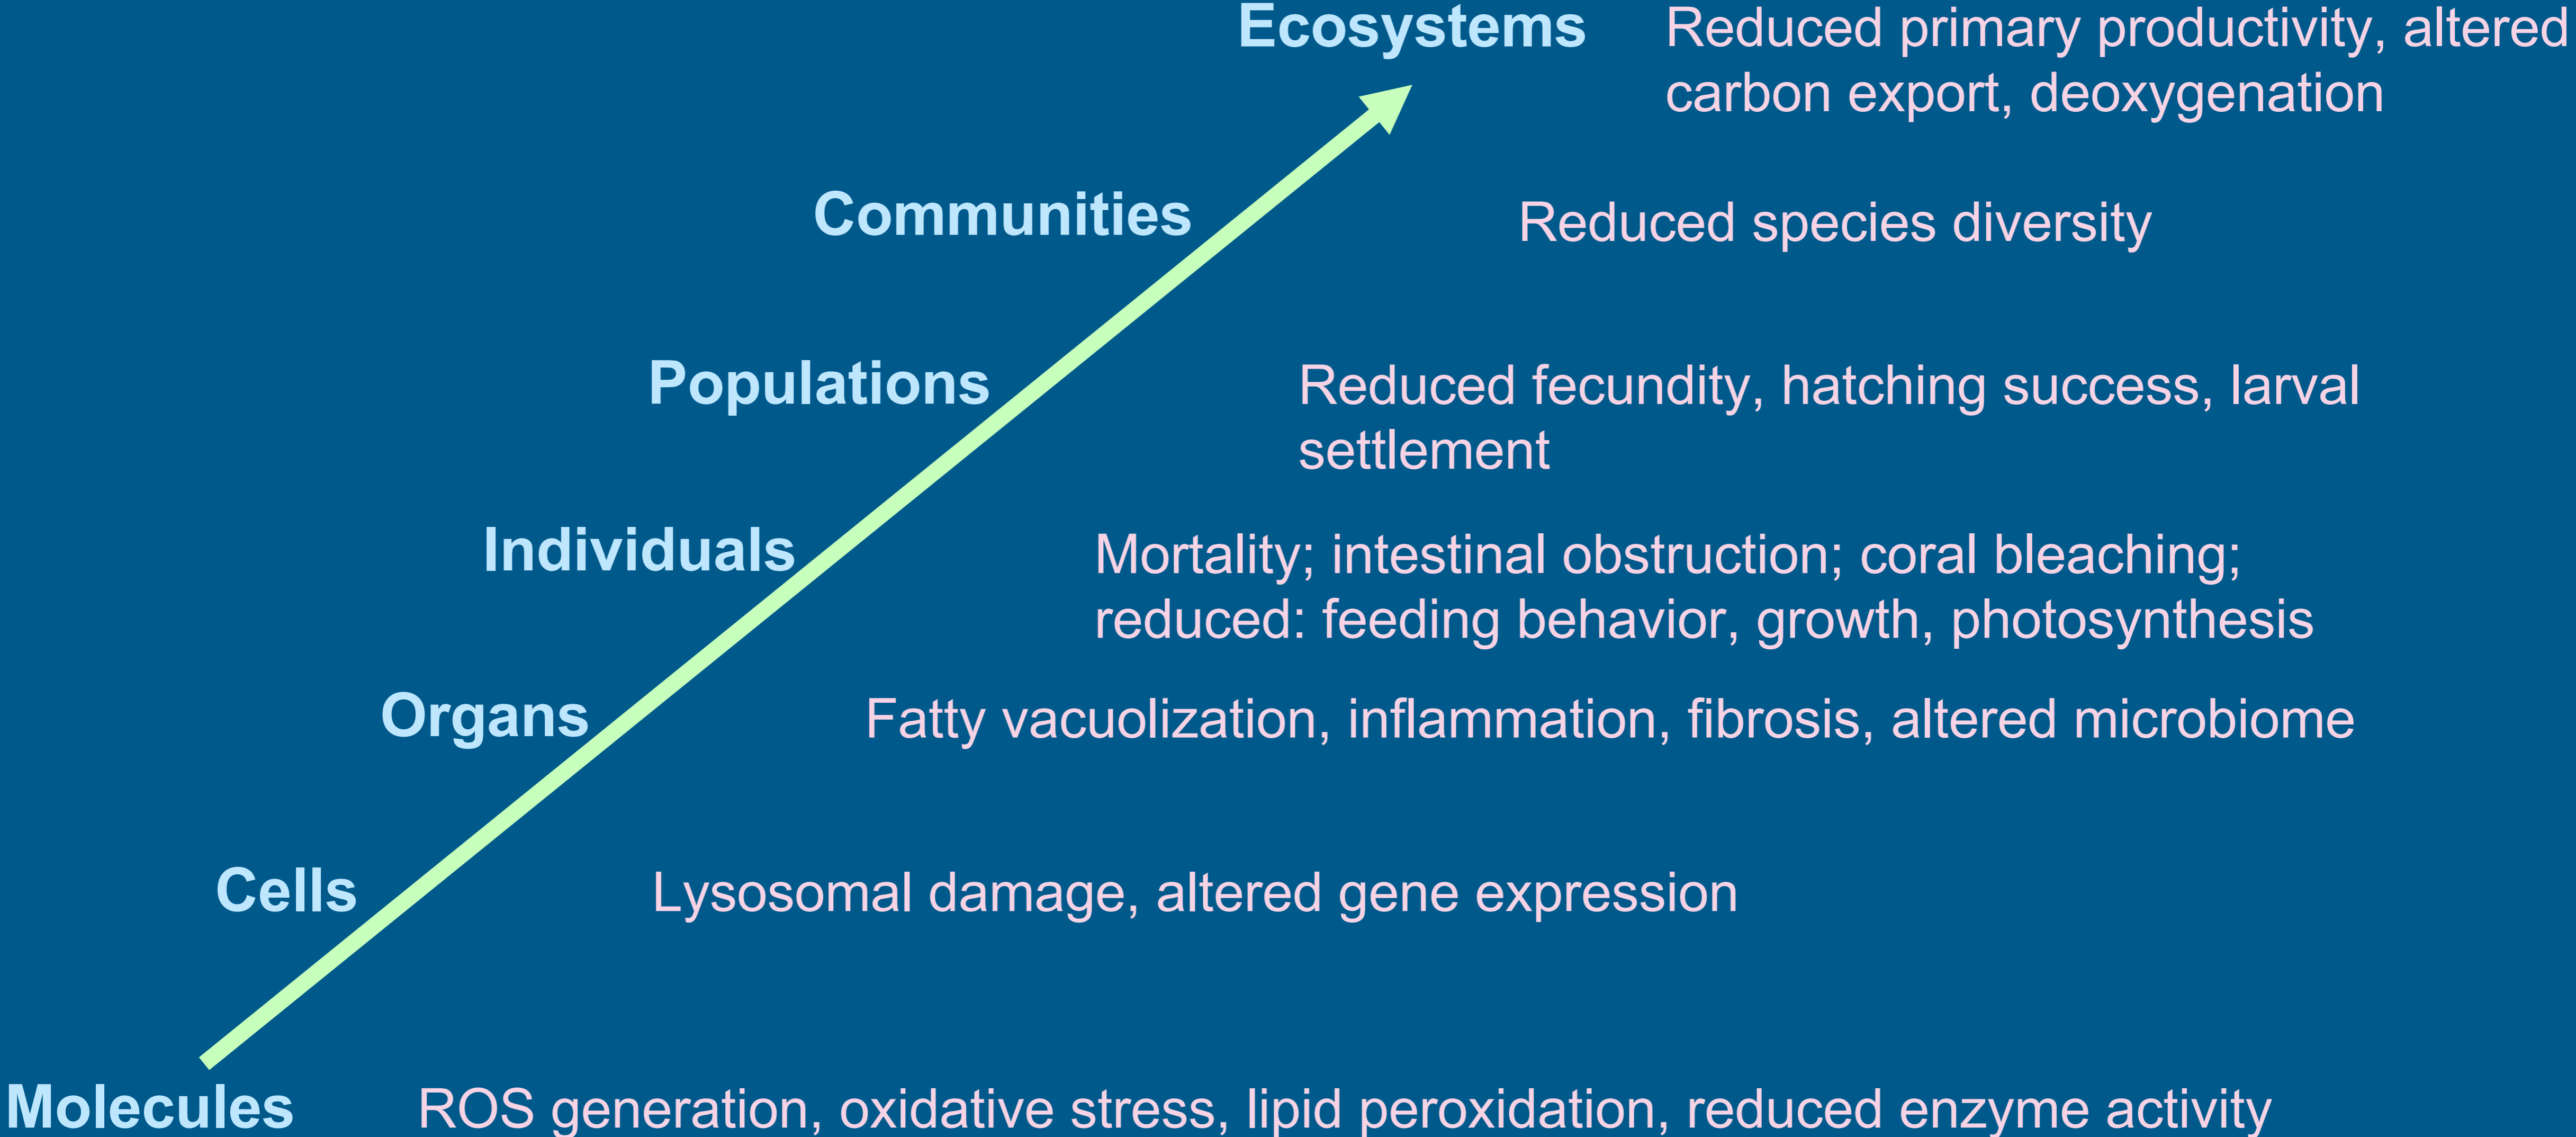 Ecosystems Reduced primary productivity, altered
carbon export, deoxygenation
Communities Reduced species diversity
Populations Reduced fecundity, hatching success, larval
settlement
Individuals Mortality; intestinal obstruction; coral bleaching;
reduced: feeding behavior, growth, photosynthesis
Organs Fatty vacuolization, inflammation, fibrosis, altered microbiome
Cells Lysosomal damage, altered gene expression
Molecules ROS generation, oxidative stress, lipid peroxidation, reduced enzyme activity